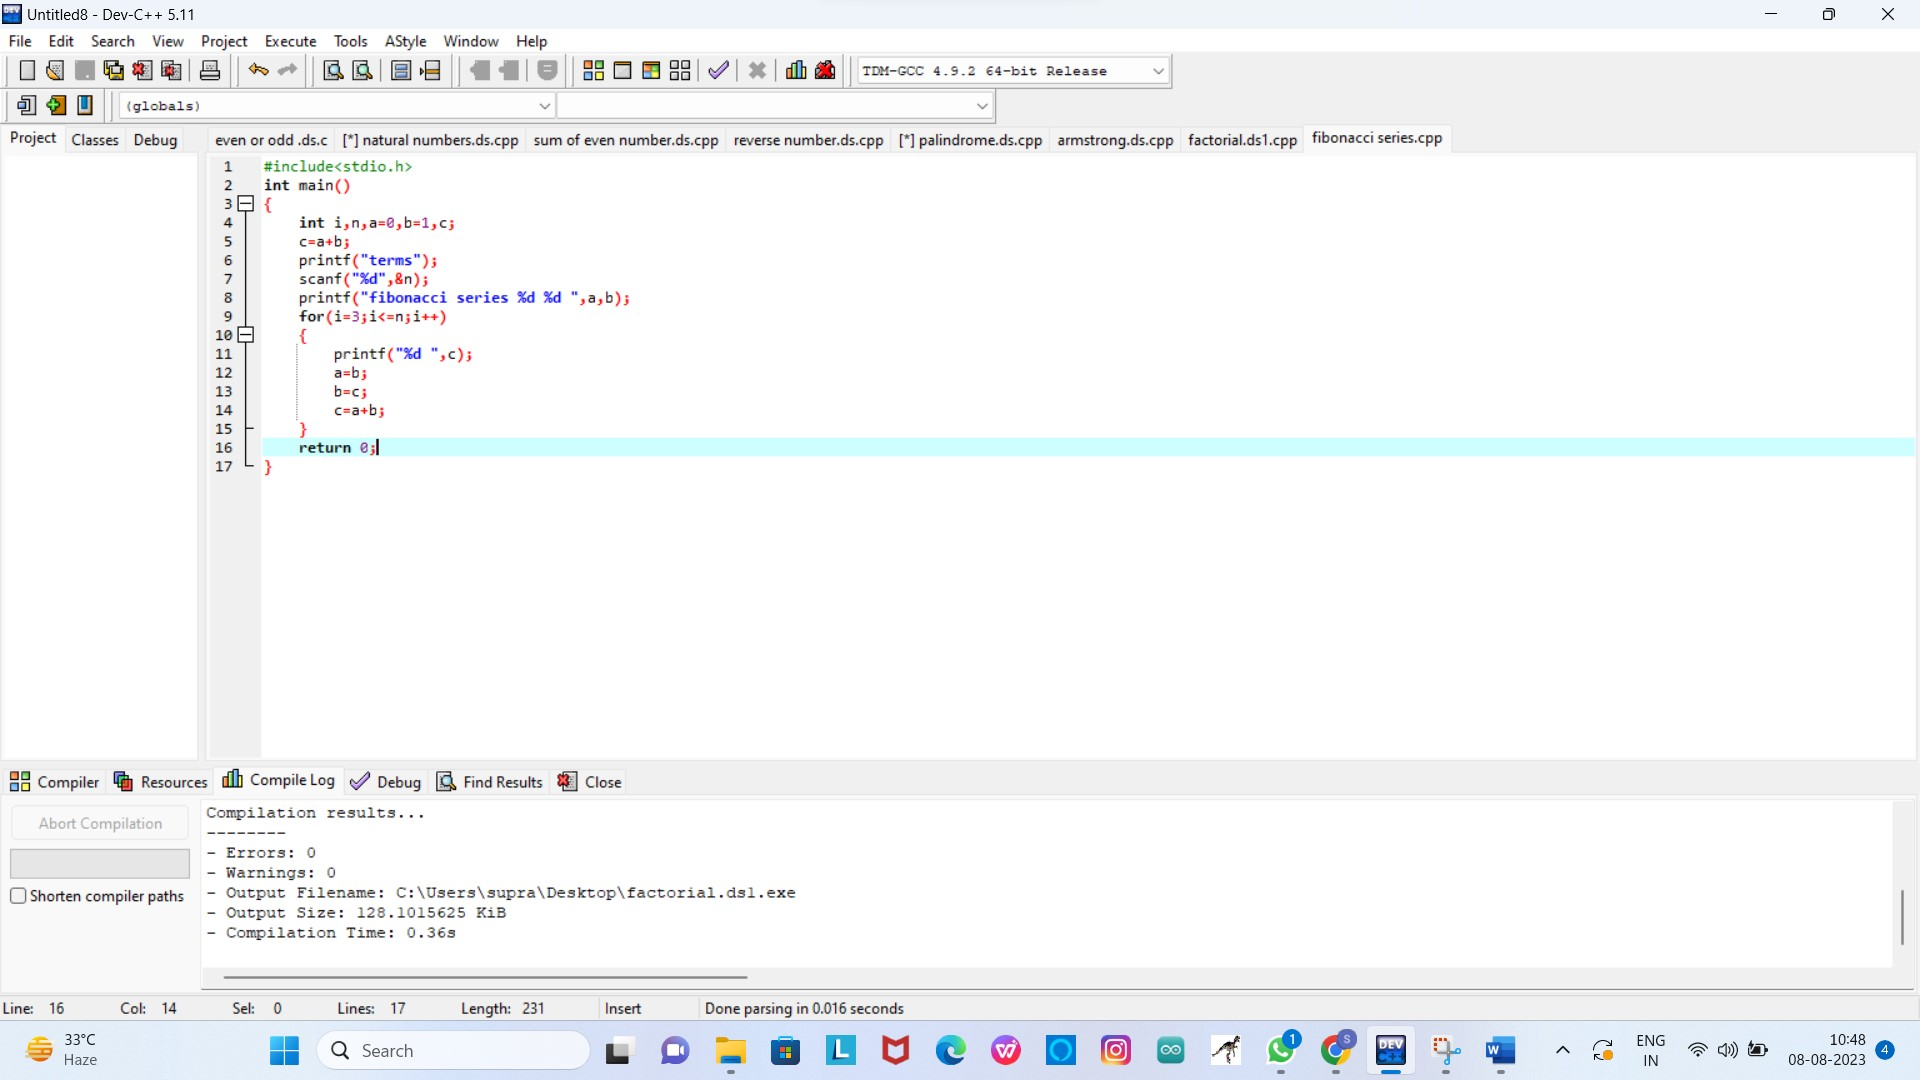 Untitled8 - Dev-C++ 5.11
File Edit Search View Project Execute Tools AStyle Window Help
TDM-GCC 4.9.2 64-bit Release
(globals)
Project Classes Debug even or odd .ds.c [*] natural numbers.ds.cpp sum of even number.ds.cpp reverse number.ds.cpp [*] palindrome.ds.cpp armstrong.ds.cpp factorial.ds1.cpp fibonacci series.cpp
1 #include<stdio.h>
2 int main()
3 {
4 int i,n,a=0,b=1,c;
5 c=a+b;
6 printf("terms");
7 scanf("%d",&n);
8 printf("fibonacci series %d %d ",a,b);
9 for(i=3;i<=n;i++)
10 {
11 printf("%d ",c);
12 a=b;
13 b=c;
14 c=a+b;
15 }
16 return 0;
17 }
Compiler Resources Compile Log Debug Find Results Close
Abort Compilation
Shorten compiler paths
Compilation results...
--------
- Errors: 0
- Warnings: 0
- Output Filename: C:\Users\supra\Desktop\factorial.ds1.exe
- Output Size: 128.1015625 KiB
- Compilation Time: 0.36s
Line: 16 Col: 14 Sel: 0 Lines: 17 Length: 231 Insert Done parsing in 0.016 seconds
33°C
Haze
Search
L
W
1
S
DEV
C++
W
ENG
IN
10:48
08-08-2023
4